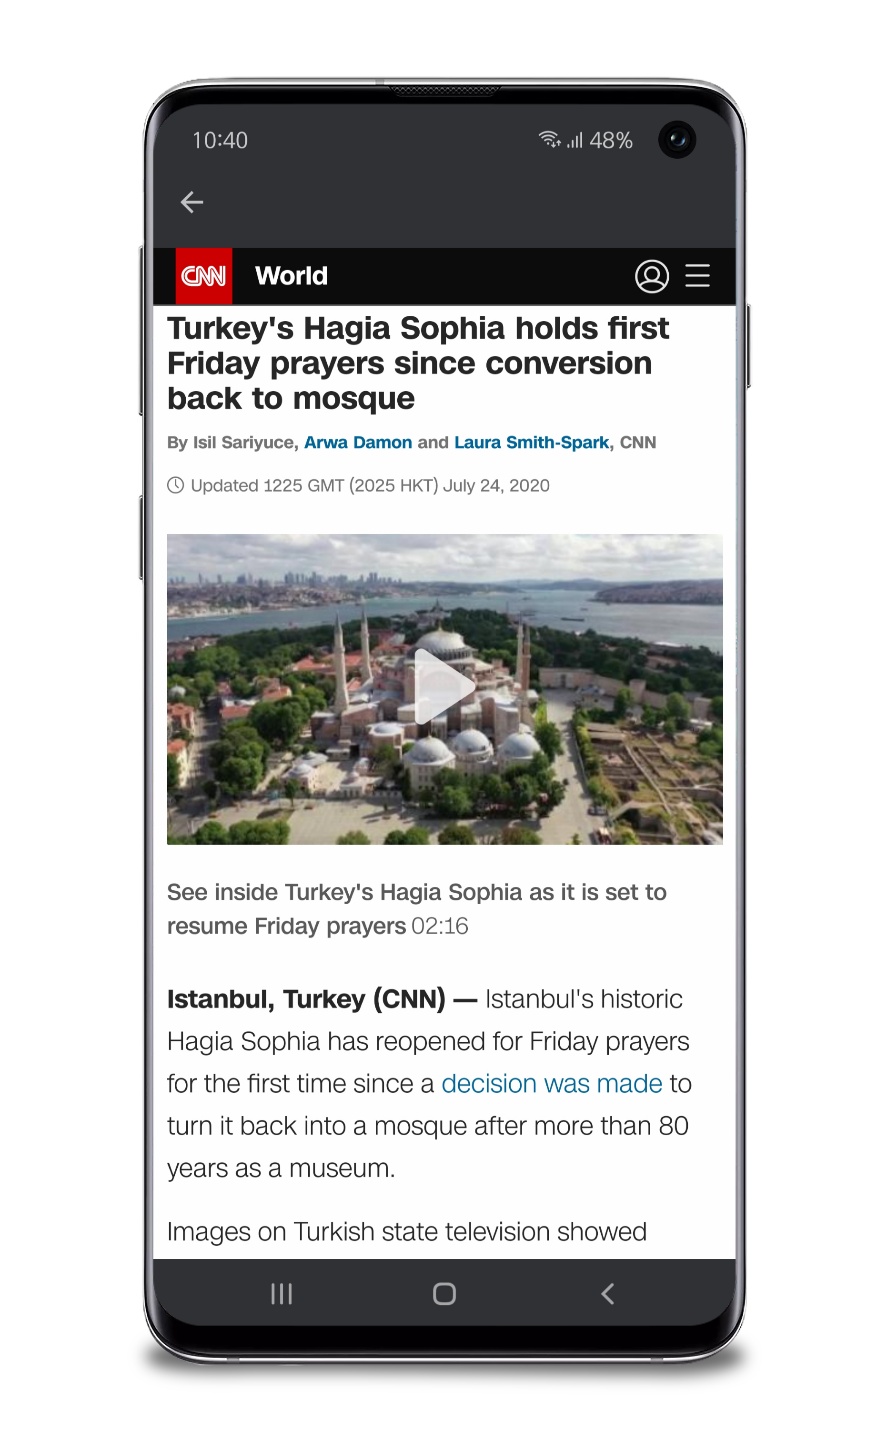 10:40
48%
CNN World
Turkey's Hagia Sophia holds first
Friday prayers since conversion
back to mosque
By Isil Sariyuce, Arwa Damon and Laura Smith-Spark, CNN
Updated 1225 GMT (2025 HKT) July 24, 2020
See inside Turkey's Hagia Sophia as it is set to
resume Friday prayers 02:16
Istanbul, Turkey (CNN) — Istanbul's historic
Hagia Sophia has reopened for Friday prayers
for the first time since a decision was made to
turn it back into a mosque after more than 80
years as a museum.
Images on Turkish state television showed